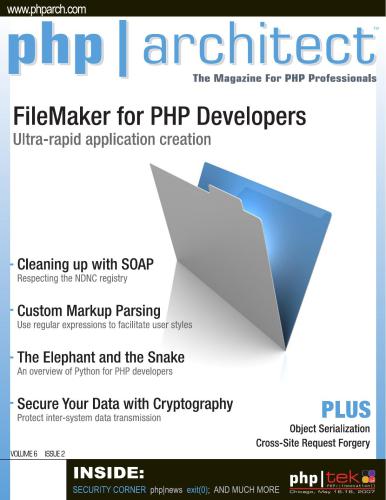 www.phparch.com
php|architect
TM
The Magazine For PHP Professionals
FileMaker for PHP Developers
Ultra-rapid application creation
- Cleaning up with SOAP
Respecting the NDNC registry
- Custom Markup Parsing
Use regular expressions to facilitate user styles
- The Elephant and the Snake
An overview of Python for PHP developers
- Secure Your Data with Cryptography
Protect inter-system data transmission
PLUS
Object Serialization
Cross-Site Request Forgery
VOLUME 6 ISSUE 2
INSIDE:
SECURITY CORNER php|news exit(0); AND MUCH MORE
php|tek
Chicago, May 16-18, 2007